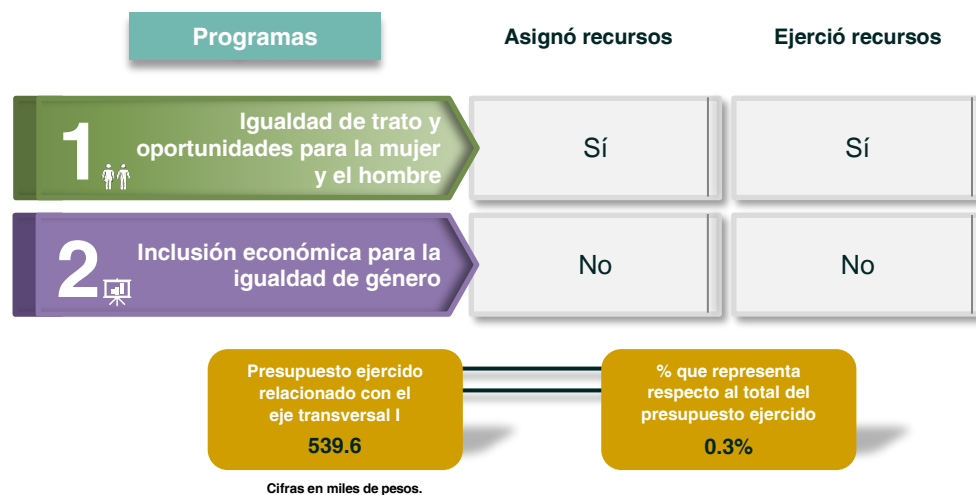 Programas
Asignó recursos
Ejerció recursos
1
Igualdad de trato y
oportunidades para la mujer
y el hombre
Sí
Sí
2
Inclusión económica para la
igualdad de género
No
No
Presupuesto ejercido
relacionado con el
eje transversal I
539.6
% que representa
respecto al total del
presupuesto ejercido
0.3%
Cifras en miles de pesos.